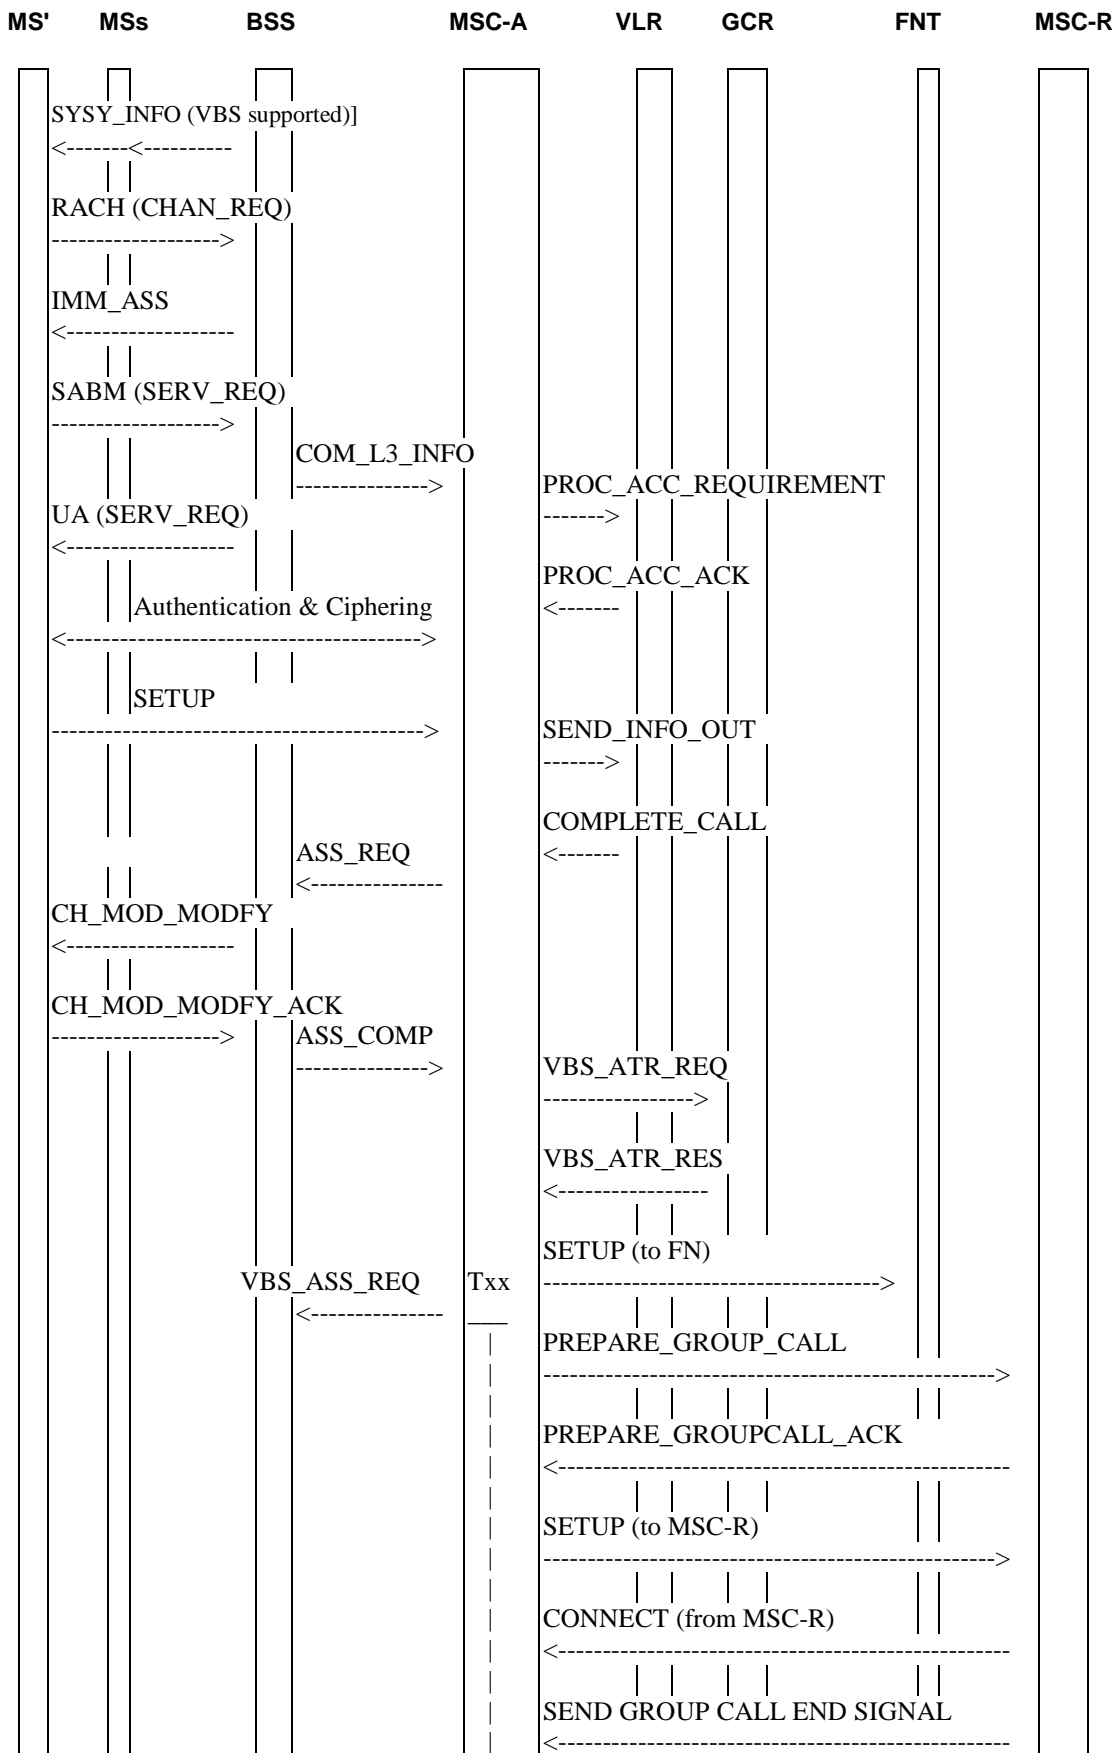 MS' MSs BSS MSC-A VLR GCR FNT MSC-R
SYSY_INFO (VBS supported)]
<-------<----------
RACH (CHAN_REQ)
------------------->
IMM_ASS
<-------------------
SABM (SERV_REQ)
------------------->
COM_L3_INFO
--------------->
PROC_ACC_REQUIREMENT
------->
UA (SERV_REQ)
<-------------------
PROC_ACC_ACK
<-------
Authentication & Ciphering
<---------------------------------------->
SETUP
------------------------------------------>
SEND_INFO_OUT
------->
COMPLETE_CALL
<-------
ASS_REQ
<---------------
CH_MOD_MODFY
<-------------------
CH_MOD_MODFY_ACK
------------------->
ASS_COMP
--------------->
VBS_ATR_REQ
----------------->
VBS_ATR_RES
<-----------------
SETUP (to FN)
-------------------------------------->
VBS_ASS_REQ Txx
<--------------- ___
PREPARE_GROUP_CALL
--------------------------------------------------->
PREPARE_GROUPCALL_ACK
<---------------------------------------------------
SETUP (to MSC-R)
--------------------------------------------------->
CONNECT (from MSC-R)
<---------------------------------------------------
SEND GROUP CALL END SIGNAL
<---------------------------------------------------